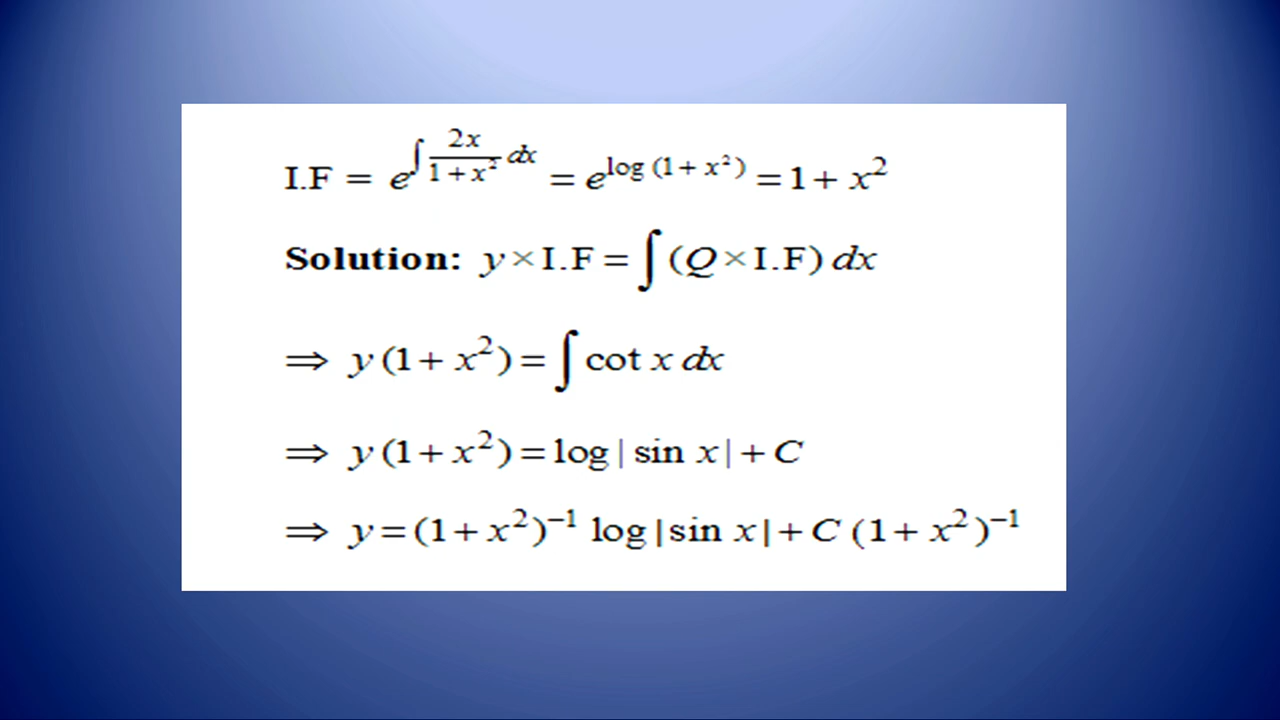 I.F = e^{∫ 2x/(1+x²) dx} = e^{log (1+x²)} = 1 + x²
Solution: y × I.F = ∫ (Q × I.F) dx
⇒ y (1 + x²) = ∫ cot x dx
⇒ y (1 + x²) = log | sin x | + C
⇒ y = (1 + x²)⁻¹ log | sin x | + C (1 + x²)⁻¹